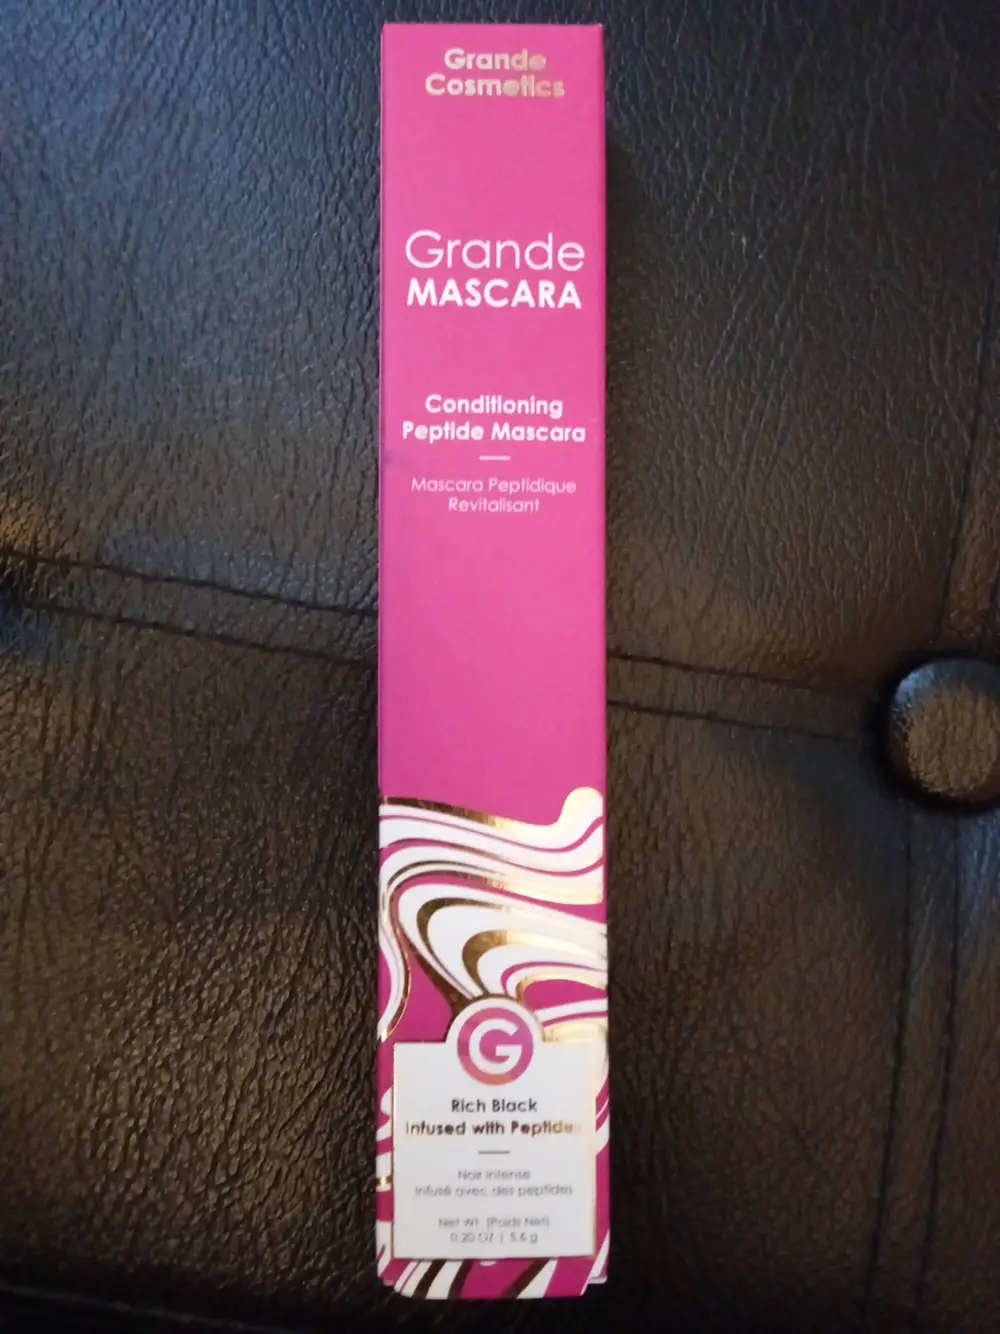 Grande
Cosmetics
Grande
MASCARA
Conditioning
Peptide Mascara
Mascara Peptidique
Revitalisant
G
Rich Black
Infused with Peptides
Noir Intense
Infusé avec des peptides
Net Wt. (Poids Net)
0.20 OZ | 5.6 g